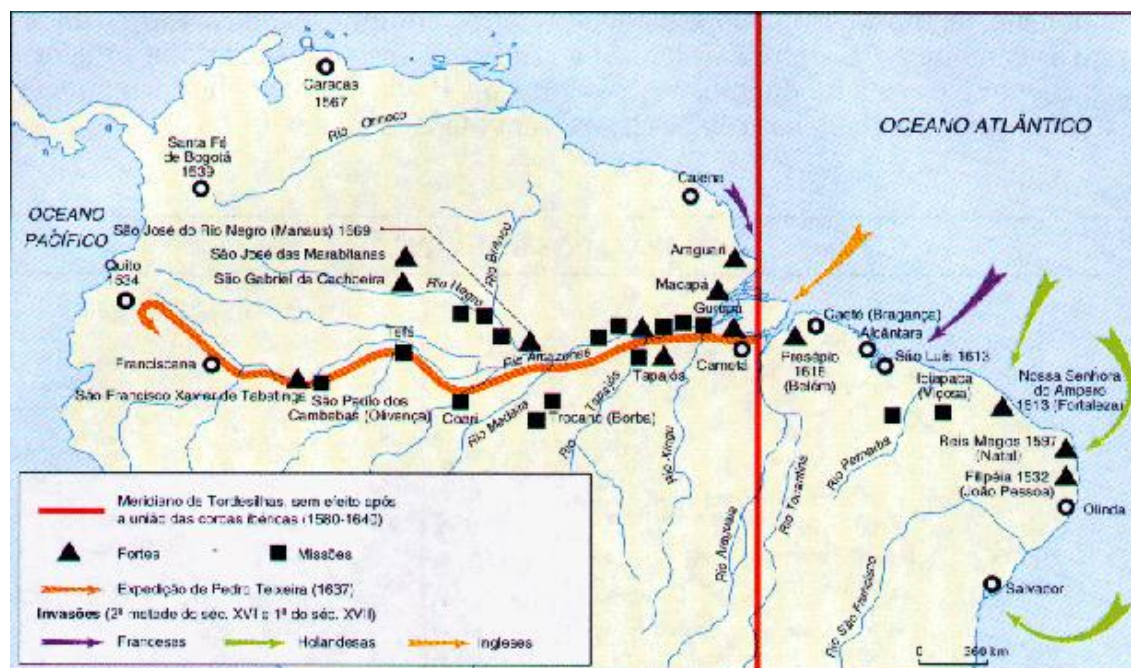 OCEANO ATLÂNTICO
OCEANO
PACÍFICO
Caracas
1567
Rio Orinoco
Santa Fé
de Bogotá
1539
Caiena
São José do Rio Negro (Manaus) 1669
São José das Marabitanas
São Gabriel da Cachoeira
Rio Negro
Rio Branco
Quito
1534
Araguari
Macapá
Gurupá
Caeté (Bragança)
Alcântara
São Luís 1613
Presépio
1616
(Belém)
Cametá
Ibiapaba
(Viçosa)
Nossa Senhora
do Amparo
1613 (Fortaleza)
Reis Magos 1597
(Natal)
Filipéia 1532
(João Pessoa)
Olinda
Salvador
Franciscana
Tefé
Rio Amazonas
Tapajós
São Francisco Xavier de Tabatinga
São Paulo dos
Cambebas (Olivença)
Coari
Rio Madeira
Trocano (Borba)
Rio Tapajós
Rio Xingu
Rio Araguaia
Rio Tocantins
Rio Parnaíba
Rio São Francisco
Meridiano de Tordesilhas, sem efeito após
a união das coroas ibéricas (1580-1640)
Fortes
Missões
Expedição de Pedro Teixeira (1637)
Invasões (2ª metade do séc. XVI e 1ª do séc. XVII)
Francesas
Holandesas
Ingleses
0 360 km